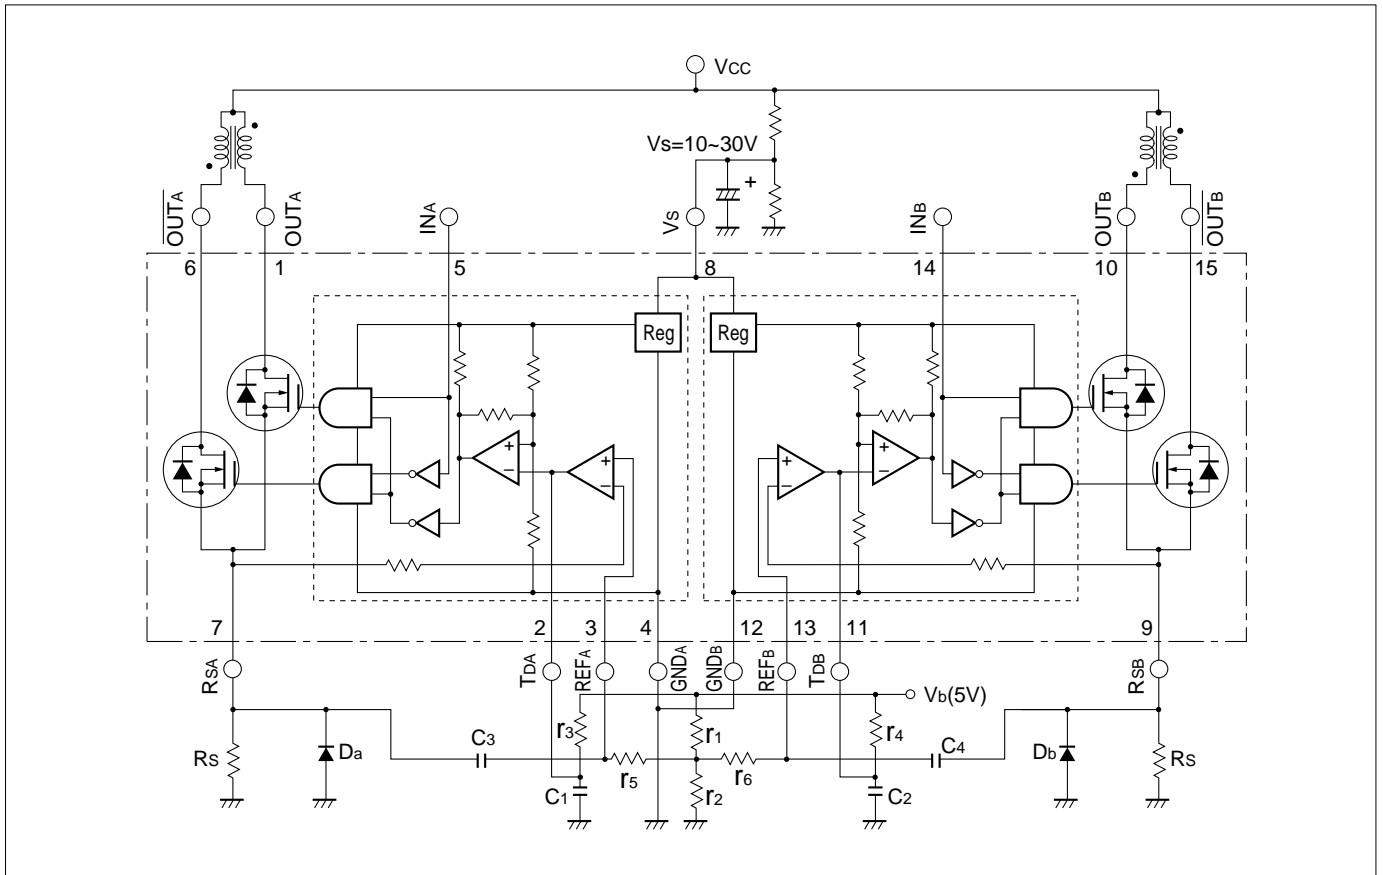 Vcc
Vs=10~30V
+
OUTA
OUTA
INA
Vs
INB
OUTB
OUTB
6 1 5 8 14 10 15
Reg Reg
+ + + +
− − − −
7 2 3 4 12 13 11 9
RSA TDA REFA GNDA GNDB REFB TDB RSB
Vb(5V)
r3 r1 r4
C3 C4
Rs Da r5 r6 Db Rs
C1 r2 C2